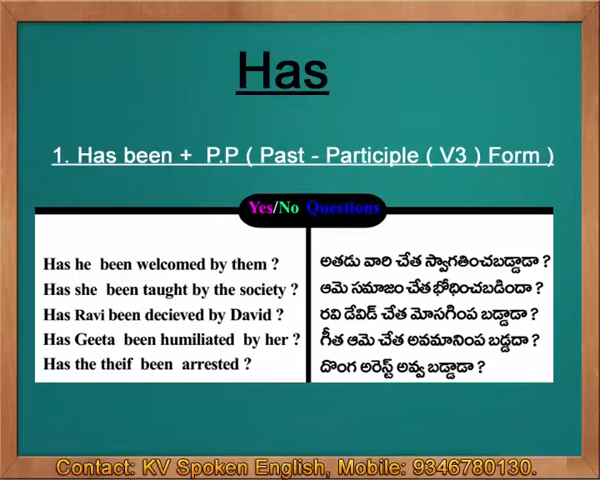 Has
1. Has been + P.P ( Past - Participle ( V3 ) Form )
Yes/No Questions
Has he been welcomed by them ?
Has she been taught by the society ?
Has Ravi been decieved by David ?
Has Geeta been humiliated by her ?
Has the theif been arrested ?
అతడు వారి చేత స్వాగతించబడ్డాడా ?
ఆమె సమాజం చేత భోధించబడిందా ?
రవి డేవిడ్ చేత మోసగింప బడ్డాడా ?
గీత ఆమె చేత అవమానింప బడ్డదా ?
దొంగ అరెస్ట్ అవ్వ బడ్డాడా ?
Contact: KV Spoken English, Mobile: 9346780130.